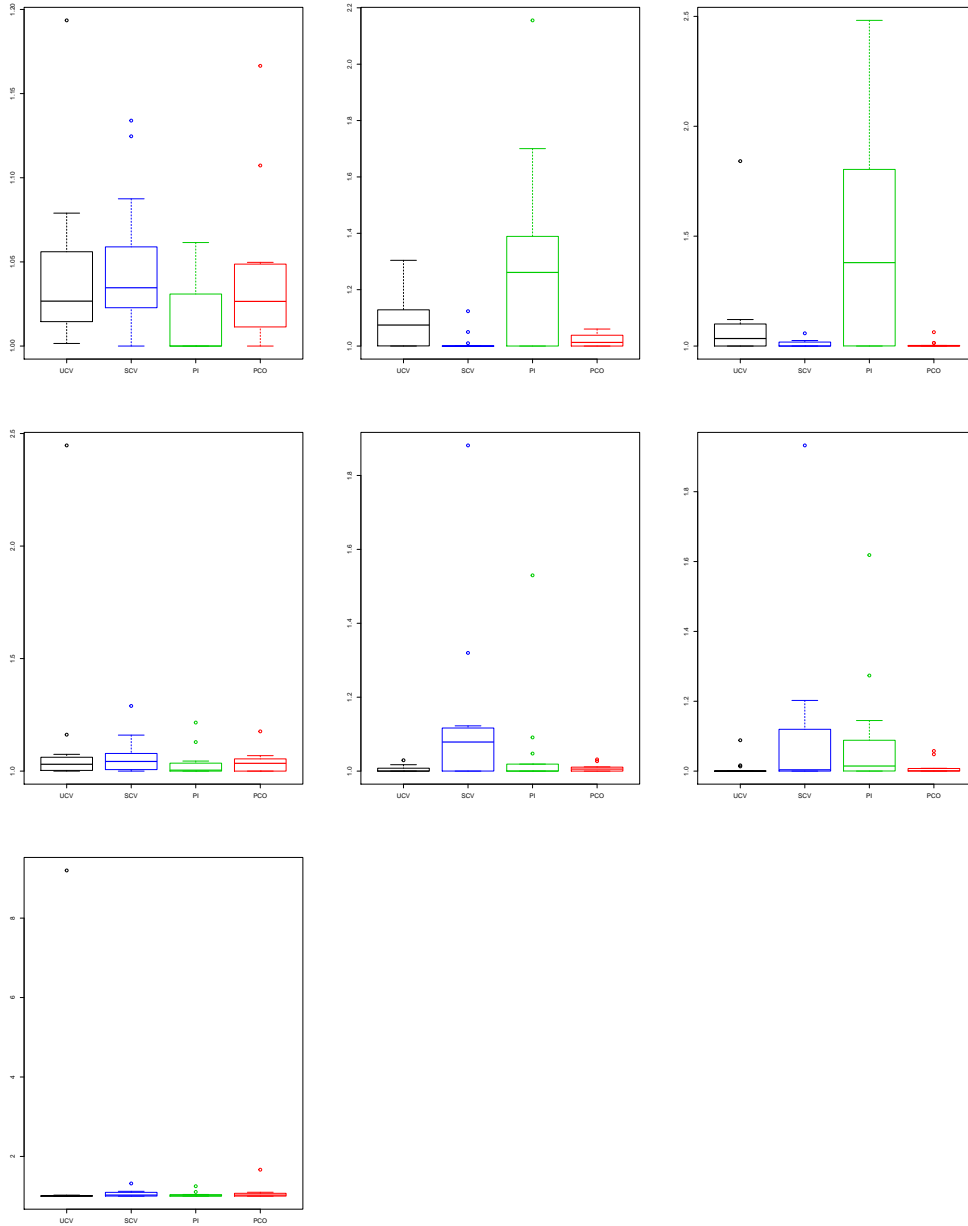 1.00 1.05 1.10 1.15 1.20
UCV SCV PI PCO
1.0 1.2 1.4 1.6 1.8 2.0 2.2
UCV SCV PI PCO
1.0 1.5 2.0 2.5
UCV SCV PI PCO
1.0 1.5 2.0 2.5
UCV SCV PI PCO
1.0 1.2 1.4 1.6 1.8
UCV SCV PI PCO
1.0 1.2 1.4 1.6 1.8
UCV SCV PI PCO
2 4 6 8
UCV SCV PI PCO